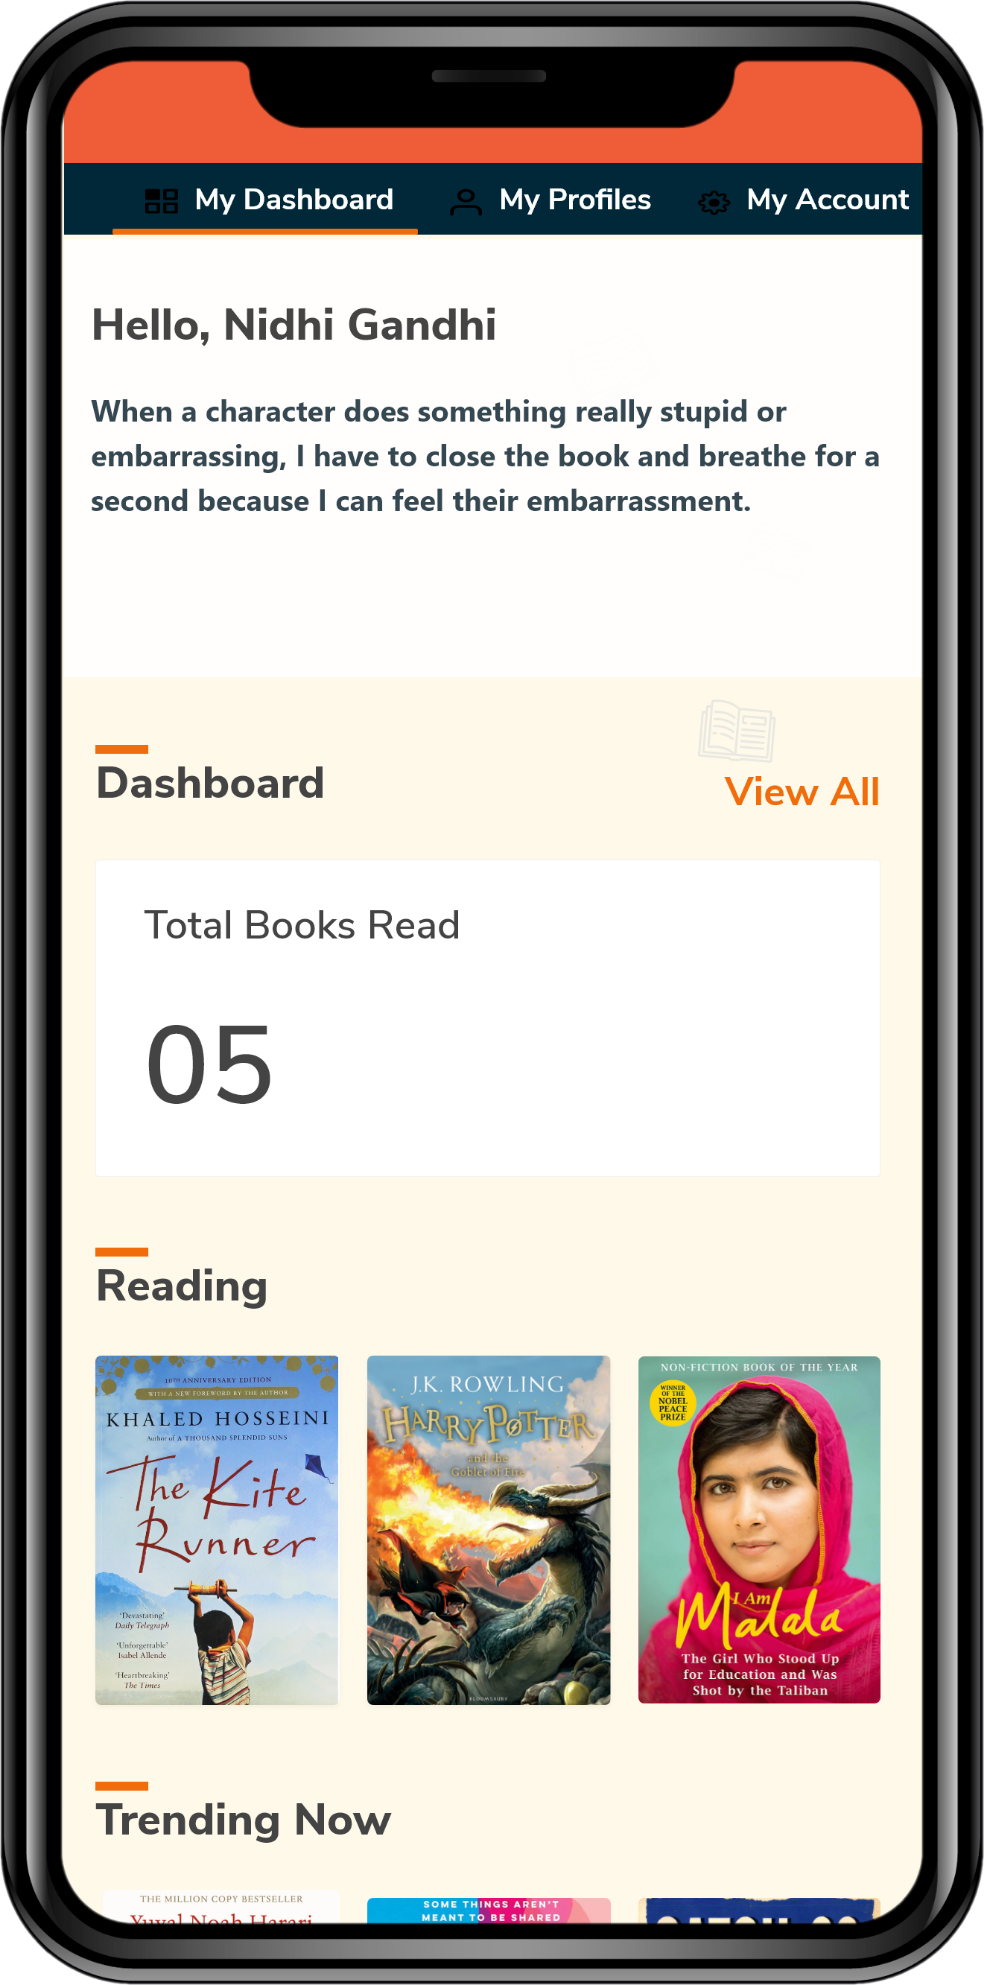 My Dashboard My Profiles My Account
Hello, Nidhi Gandhi
When a character does something really stupid or
embarrassing, I have to close the book and breathe for a
second because I can feel their embarrassment.
Dashboard
View All
Total Books Read
05
Reading
10TH ANNIVERSARY EDITION
WITH A NEW FOREWORD BY THE AUTHOR
KHALED HOSSEINI
Author of A THOUSAND SPLENDID SUNS
The Kite
Runner
'Devastating'
Daily Telegraph
'Unforgettable'
Isabel Allende
'Heartbreaking'
The Times
J.K. ROWLING
HARRY POTTER
and the
Goblet of Fire
BLOOMSBURY
NON-FICTION BOOK OF THE YEAR
WINNER
OF THE
NOBEL
PEACE
PRIZE
I Am
Malala
The Girl Who Stood Up
for Education and Was
Shot by the Taliban
Trending Now
THE MILLION COPY BESTSELLER
Yuval Noah Harari
SOME THINGS AREN'T
MEANT TO BE SHARED
CATCH-22